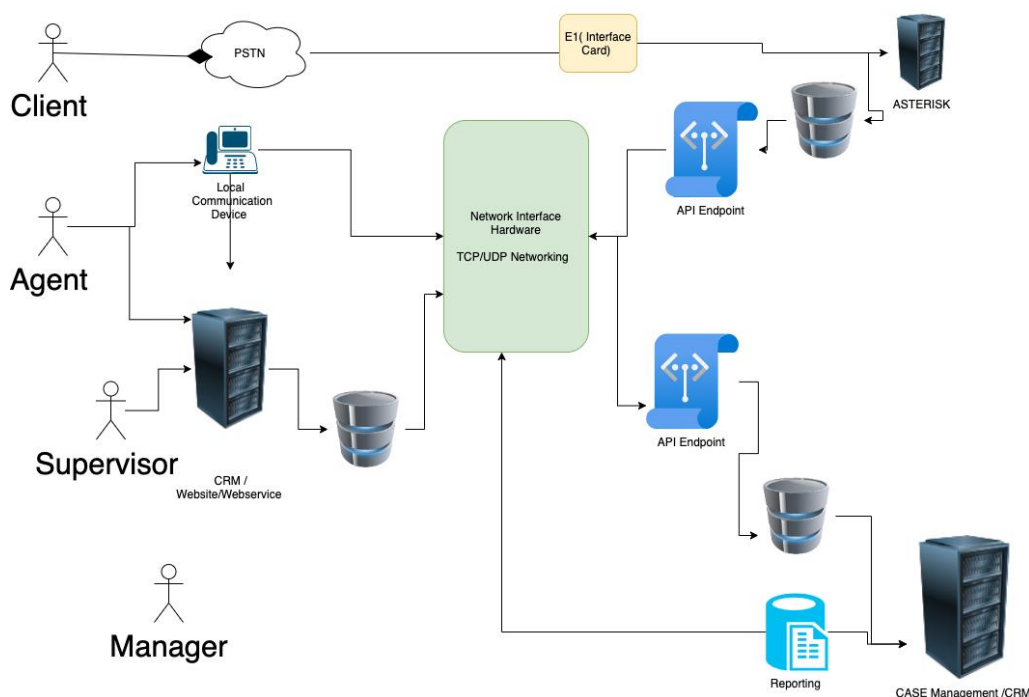 PSTN
E1( Interface
Card)
Client
ASTERISK
Local
Communication
Device
API Endpoint
Network Interface
Hardware
TCP/UDP Networking
Agent
API Endpoint
Supervisor
CRM /
Website/Webservice
Manager
Reporting
CASE Management /CRM